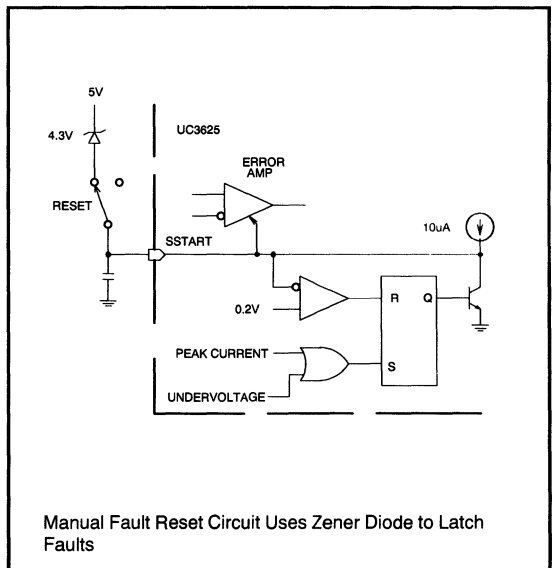 5V
4.3V
UC3625
ERROR
AMP
RESET
10uA
SSTART
0.2V
R Q
PEAK CURRENT
S
UNDERVOLTAGE
Manual Fault Reset Circuit Uses Zener Diode to Latch
Faults